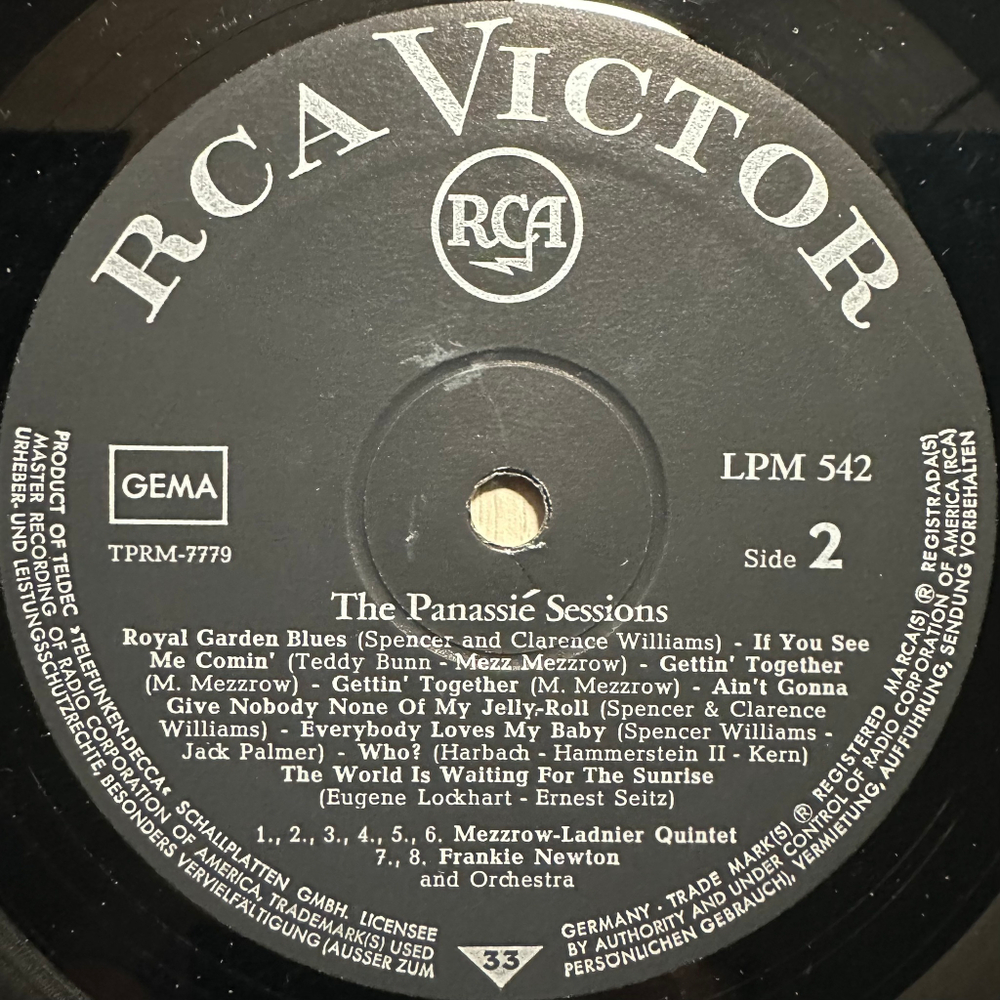 RCA VICTOR
RCA
GEMA
TPRM-7779
LPM 542
Side 2
The Panassié Sessions
Royal Garden Blues (Spencer and Clarence Williams) - If You See
Me Comin' (Teddy Bunn - Mezz Mezzrow) - Gettin' Together
(M. Mezzrow) - Gettin' Together (M. Mezzrow) - Ain't Gonna
Give Nobody None Of My Jelly-Roll (Spencer & Clarence
Williams) - Everybody Loves My Baby (Spencer Williams -
Jack Palmer) - Who? (Harbach - Hammerstein II - Kern)
The World Is Waiting For The Sunrise
(Eugene Lockhart - Ernest Seitz)
1., 2., 3., 4., 5., 6. Mezzrow-Ladnier Quintet
7., 8. Frankie Newton
and Orchestra
PRODUCT OF TELDEC »TELEFUNKEN-DECCA« SCHALLPLATTEN GMBH. LICENSEE
MASTER RECORDING OF RADIO CORPORATION OF AMERICA, TRADEMARK(S) USED
URHEBER- UND LEISTUNGSSCHUTZRECHTE, BESONDERS VERVIELFÄLTIGUNG (AUSSER ZUM
33
GERMANY · TRADE MARK(S) ® REGISTERED MARCA(S) ® REGISTRADA(S)
BY AUTHORITY AND UNDER CONTROL OF RADIO CORPORATION OF AMERICA (RCA)
PERSÖNLICHEN GEBRAUCH), VERMIETUNG, AUFFÜHRUNG, SENDUNG VORBEHALTEN